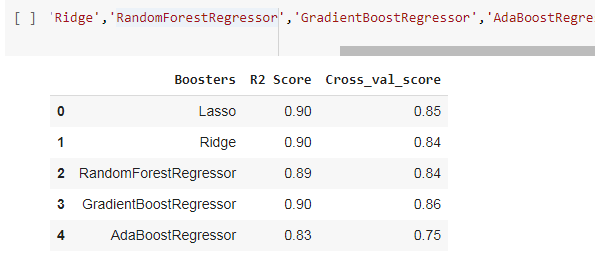 [ ] 'Ridge','RandomForestRegressor','GradientBoostRegressor','AdaBoostRegre
Boosters R2 Score Cross_val_score
0 Lasso 0.90 0.85
1 Ridge 0.90 0.84
2 RandomForestRegressor 0.89 0.84
3 GradientBoostRegressor 0.90 0.86
4 AdaBoostRegressor 0.83 0.75